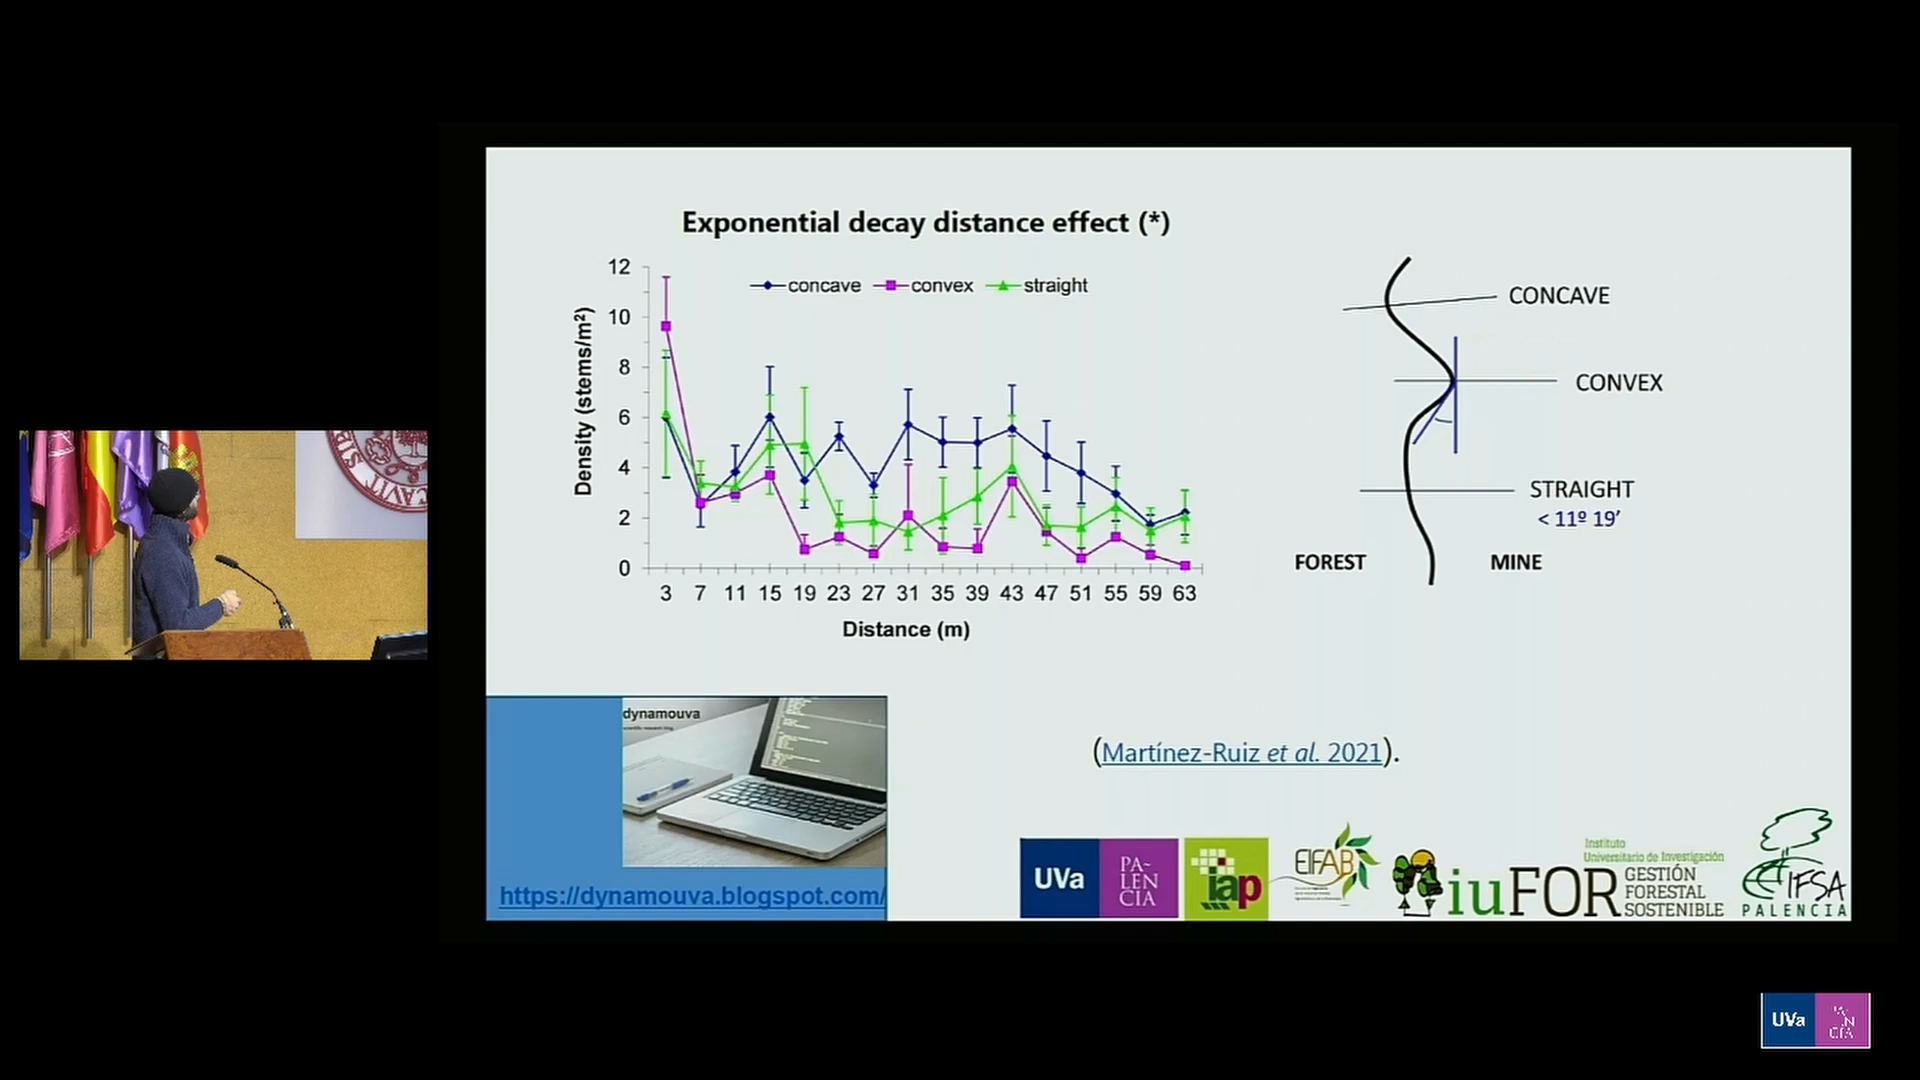 Exponential decay distance effect (*)
concave convex straight
Density (stems/m²)
12
10
8
6
4
2
0
3 7 11 15 19 23 27 31 35 39 43 47 51 55 59 63
Distance (m)
CONCAVE
CONVEX
STRAIGHT
< 11º 19’
FOREST MINE
dynamouva
https://dynamouva.blogspot.com/
(Martínez-Ruiz et al. 2021).
UVa
PA~
LEN
CIA
iap
EIFAB
iuFOR
Instituto
Universitario de Investigación
GESTIÓN
FORESTAL
SOSTENIBLE
IFSA
PALENCIA
UVa